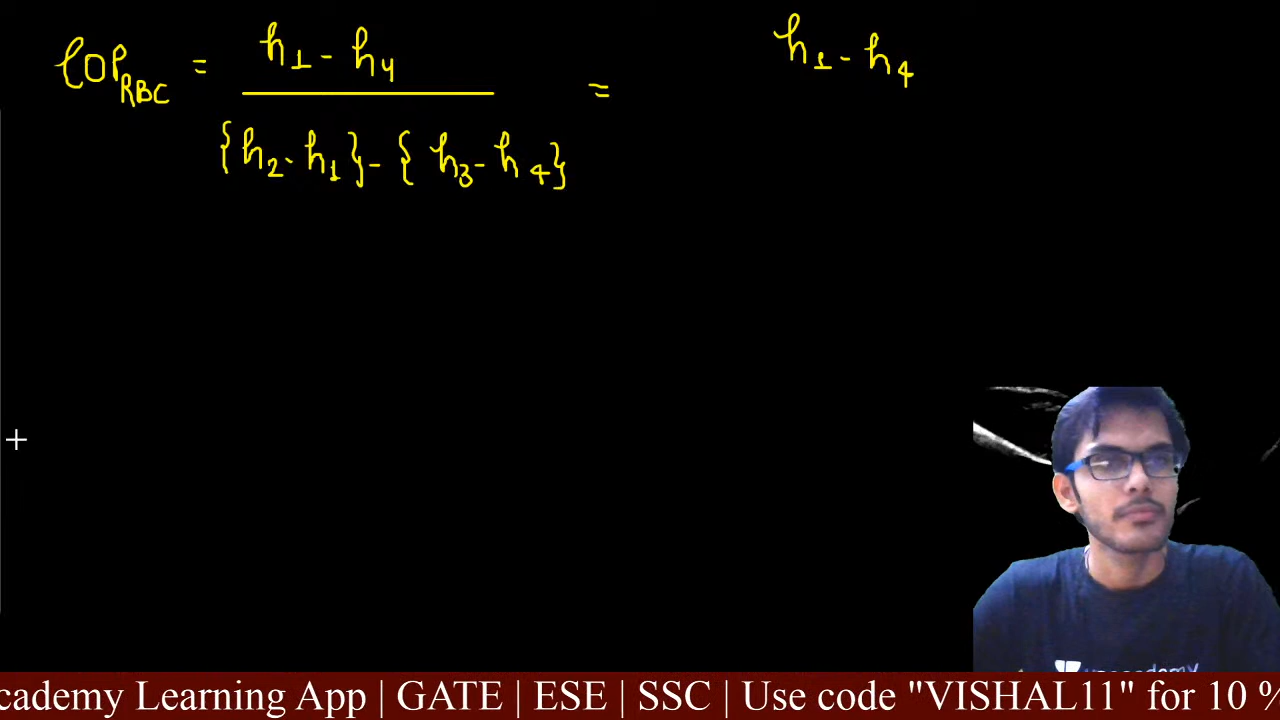 COP_RBC = h1 - h4 / {h2 - h1} - {h3 - h4} = h1 - h4
cademy Learning App | GATE | ESE | SSC | Use code "VISHAL11" for 10 %